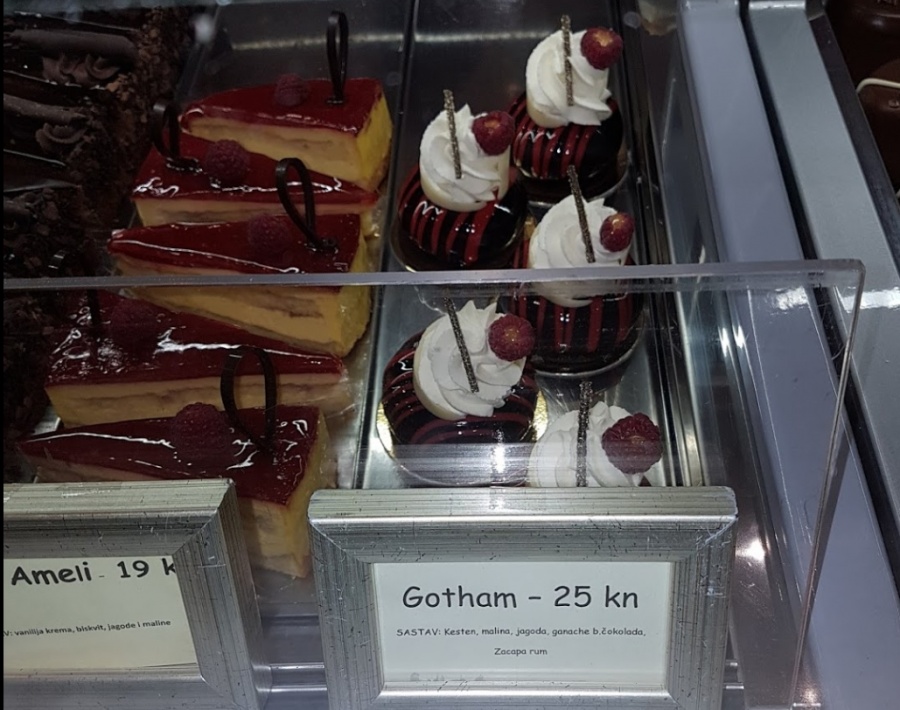 Ameli - 19 k
V: vanilija krema, biskvit, jagode i maline
Gotham - 25 kn
SASTAV: Kesten, malina, jagoda, ganache b.čokolada,
Zacapa rum